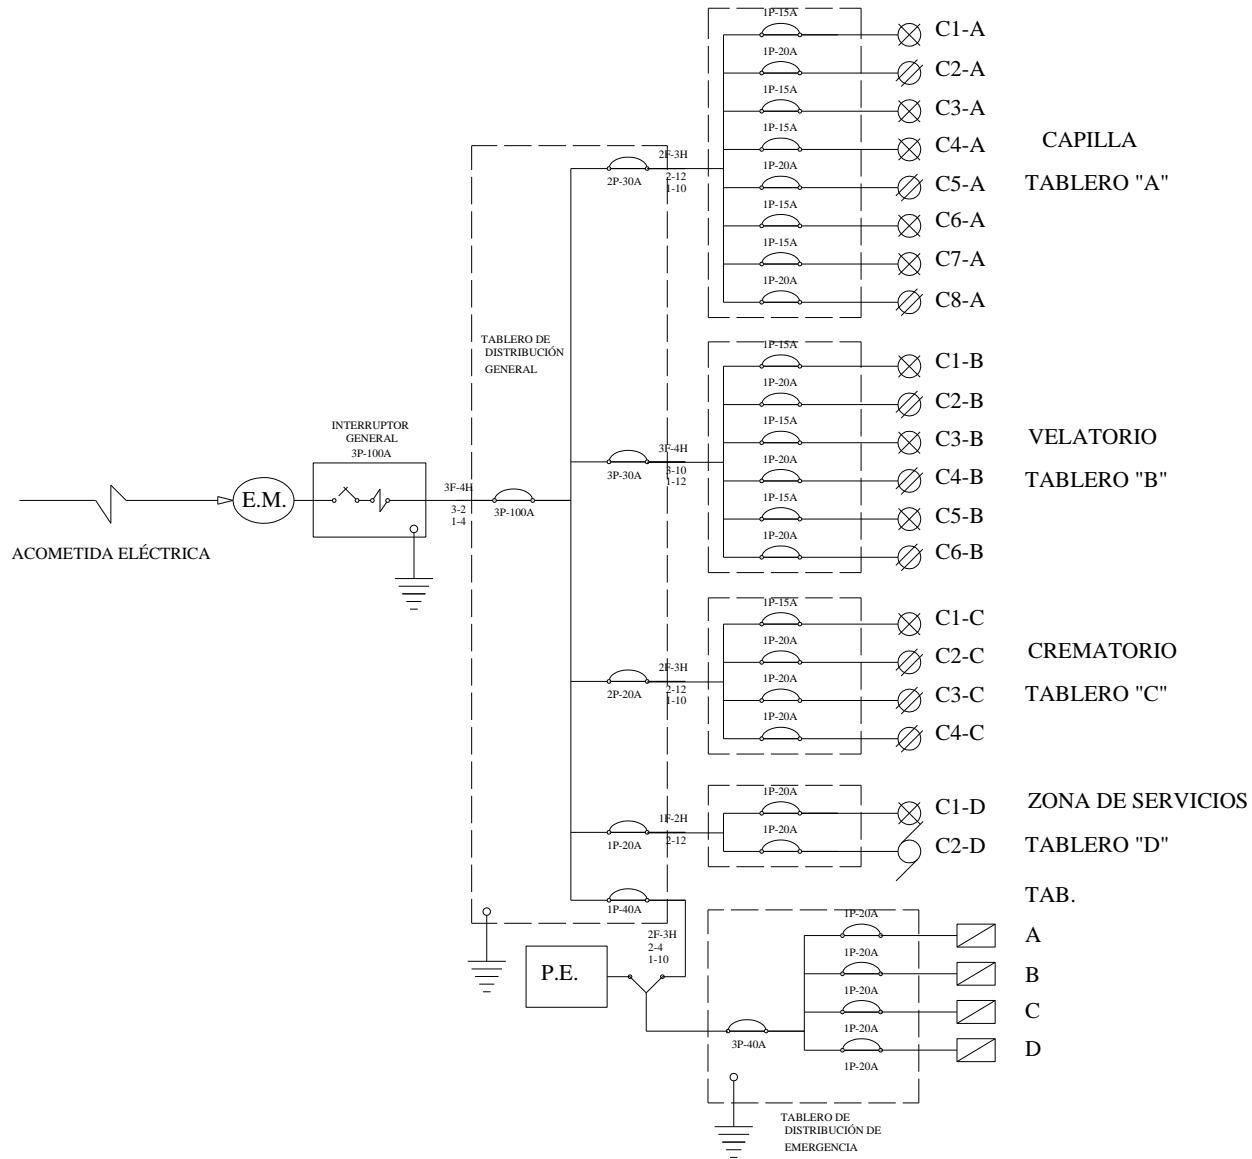 ACOMETIDA ELÉCTRICA
E.M.
INTERRUPTOR
GENERAL
3P-100A
3F-4H
3-2
1-4
3P-100A
TABLERO DE
DISTRIBUCIÓN
GENERAL
2P-30A
2F-3H
2-12
1-10
1P-15A
C1-A
1P-20A
C2-A
1P-15A
C3-A
1P-15A
C4-A
1P-20A
C5-A
1P-15A
C6-A
1P-15A
C7-A
1P-20A
C8-A
CAPILLA
TABLERO "A"
3P-30A
3F-4H
3-10
1-12
1P-15A
C1-B
1P-20A
C2-B
1P-15A
C3-B
1P-20A
C4-B
1P-15A
C5-B
1P-20A
C6-B
VELATORIO
TABLERO "B"
2P-20A
2F-3H
2-12
1-10
1P-15A
C1-C
1P-20A
C2-C
1P-20A
C3-C
1P-20A
C4-C
CREMATORIO
TABLERO "C"
1P-20A
1F-2H
2-12
1P-20A
C1-D
1P-20A
C2-D
ZONA DE SERVICIOS
TABLERO "D"
1P-40A
2F-3H
2-4
1-10
P.E.
3P-40A
TAB.
1P-20A
A
1P-20A
B
1P-20A
C
1P-20A
D
1P-20A
TABLERO DE
DISTRIBUCIÓN DE
EMERGENCIA